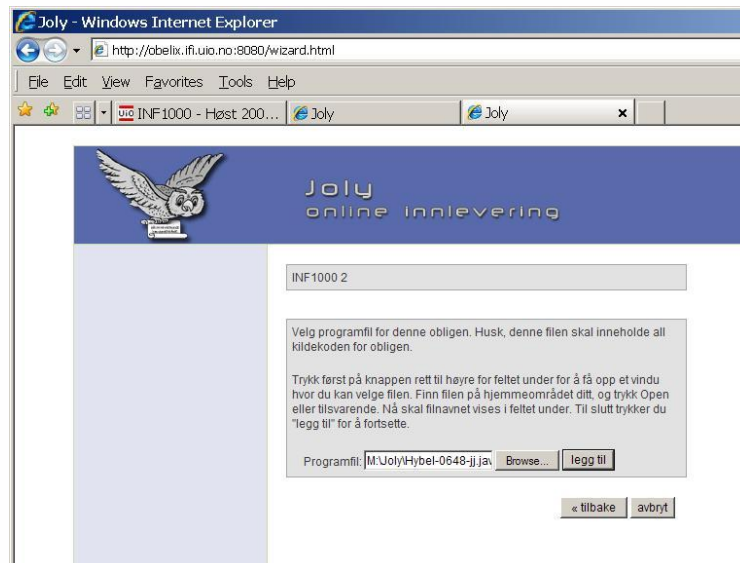 Joly - Windows Internet Explorer
http://obelix.ifi.uio.no:8080/wizard.html
File Edit View Favorites Tools Help
UiO INF1000 - Høst 200... Joly Joly x
Joly
online innlevering
INF1000 2
Velg programfil for denne obligen. Husk, denne filen skal inneholde all
kildekoden for obligen.
Trykk først på knappen rett til høyre for feltet under for å få opp et vindu
hvor du kan velge filen. Finn filen på hjemmeområdet ditt, og trykk Open
eller tilsvarende. Nå skal filnavnet vises i feltet under. Til slutt trykker du
"legg til" for å fortsette.
Programfil: M:\Joly\Hybel-0648-jj.jav Browse... legg til
« tilbake avbryt